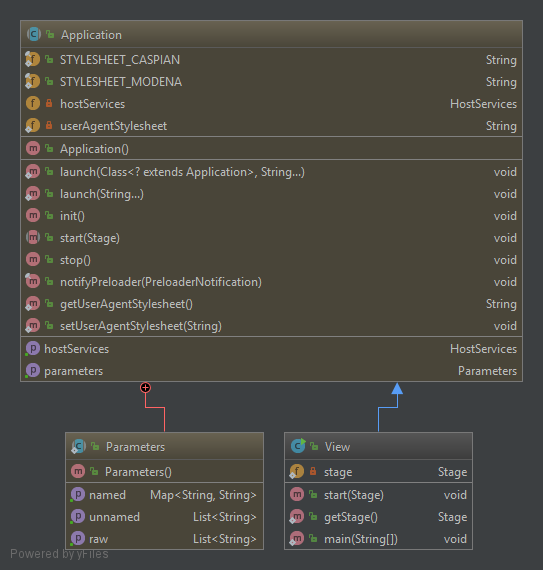 Application
STYLESHEET_CASPIAN String
STYLESHEET_MODENA String
hostServices HostServices
userAgentStylesheet String
Application()
launch(Class<? extends Application>, String...) void
launch(String...) void
init() void
start(Stage) void
stop() void
notifyPreloader(PreloaderNotification) void
getUserAgentStylesheet() String
setUserAgentStylesheet(String) void
hostServices HostServices
parameters Parameters
Parameters
Parameters()
named Map<String, String>
unnamed List<String>
raw List<String>
View
stage Stage
start(Stage) void
getStage() Stage
main(String[]) void
Powered by yFiles